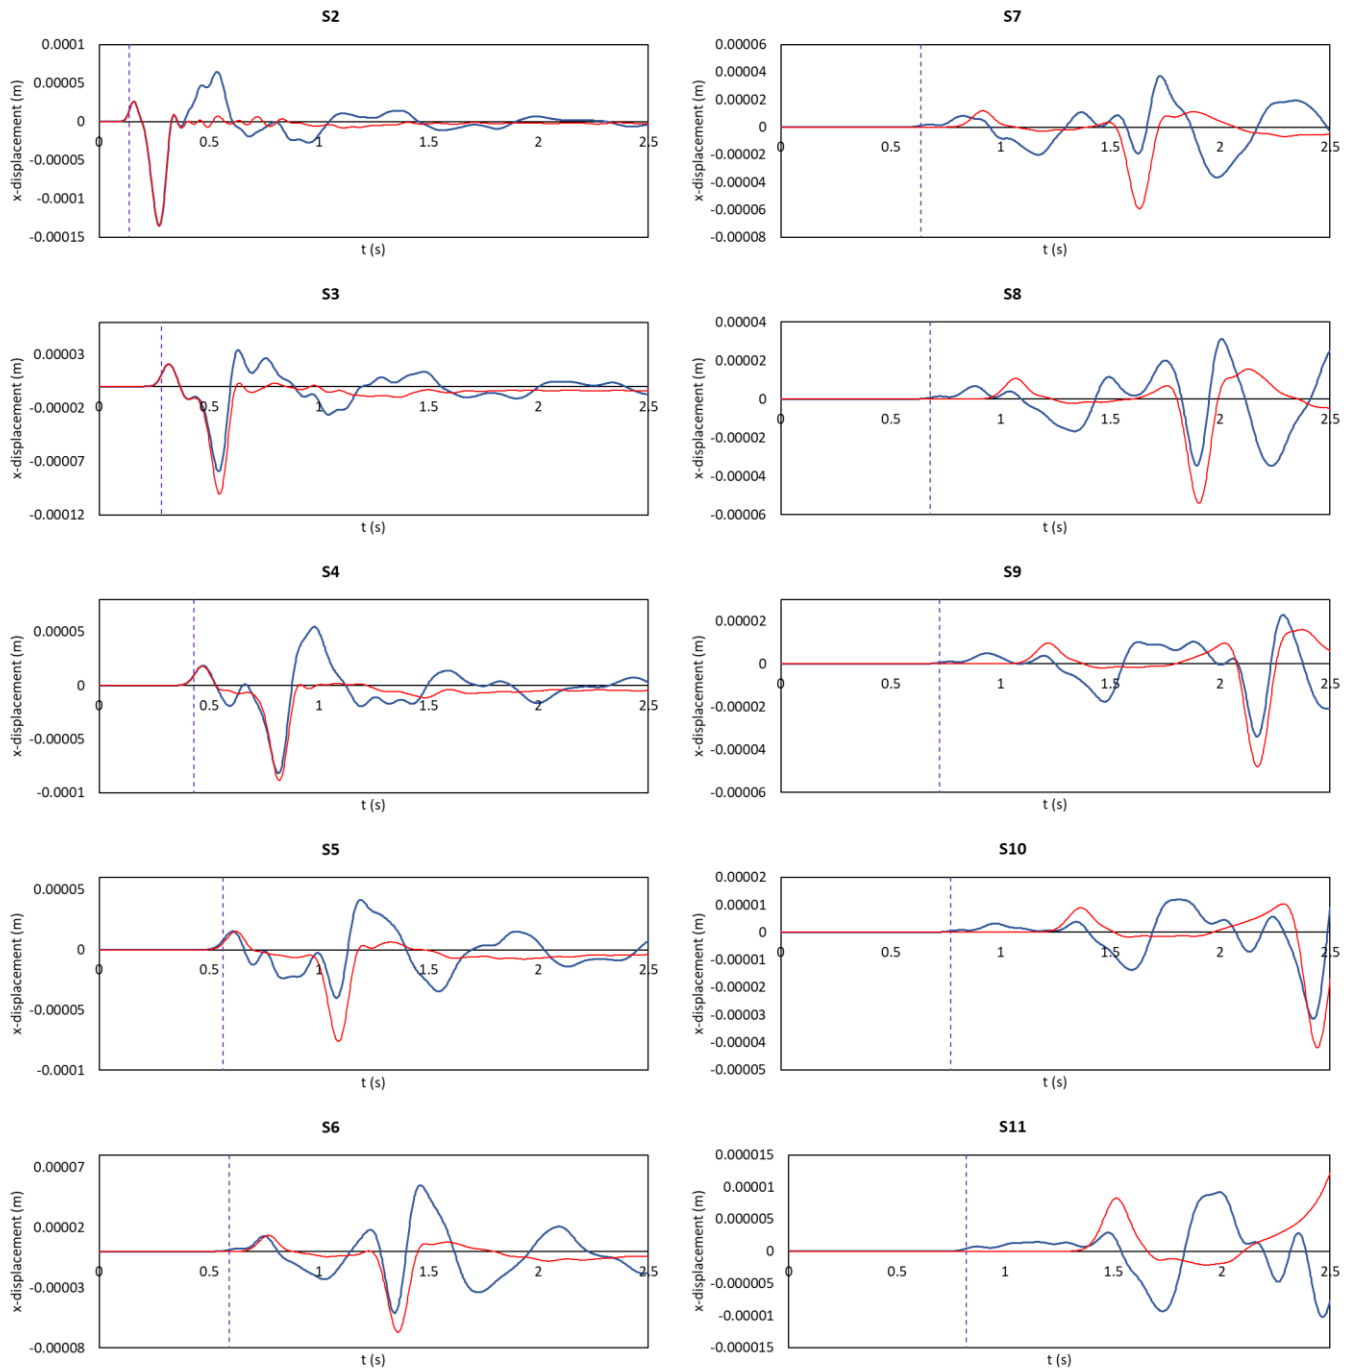 S2
0.0001
0.00005
0
-0.00005
-0.0001
-0.00015
0 0.5 1 1.5 2 2.5
x-displacement (m)
t (s)
S3
0.00003
-0.00002
-0.00007
-0.00012
0 0.5 1 1.5 2 2.5
x-displacement (m)
t (s)
S4
0.00005
0
-0.00005
-0.0001
0 0.5 1 1.5 2 2.5
x-displacement (m)
t (s)
S5
0.00005
0
-0.00005
-0.0001
0 0.5 1 1.5 2 2.5
x-displacement (m)
t (s)
S6
0.00007
0.00002
-0.00003
-0.00008
0 0.5 1 1.5 2 2.5
x-displacement (m)
t (s)
S7
0.00006
0.00004
0.00002
0
-0.00002
-0.00004
-0.00006
-0.00008
0 0.5 1 1.5 2 2.5
x-displacement (m)
t (s)
S8
0.00004
0.00002
0
-0.00002
-0.00004
-0.00006
0 0.5 1 1.5 2 2.5
x-displacement (m)
t (s)
S9
0.00002
0
-0.00002
-0.00004
-0.00006
0 0.5 1 1.5 2 2.5
x-displacement (m)
t (s)
S10
0.00002
0.00001
0
-0.00001
-0.00002
-0.00003
-0.00004
-0.00005
0 0.5 1 1.5 2 2.5
x-displacement (m)
t (s)
S11
0.000015
0.00001
0.000005
0
-0.000005
-0.00001
-0.000015
0 0.5 1 1.5 2 2.5
x-displacement (m)
t (s)